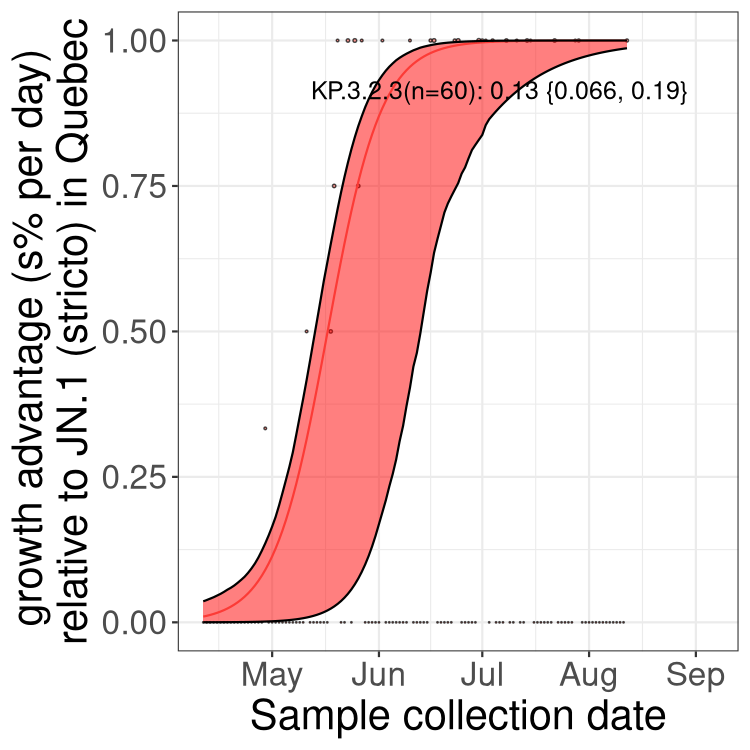 growth advantage (s% per day)
relative to JN.1 (stricto) in Quebec
1.00
0.75
0.50
0.25
0.00
KP.3.2.3(n=60): 0.13 {0.066, 0.19}
May Jun Jul Aug Sep
Sample collection date